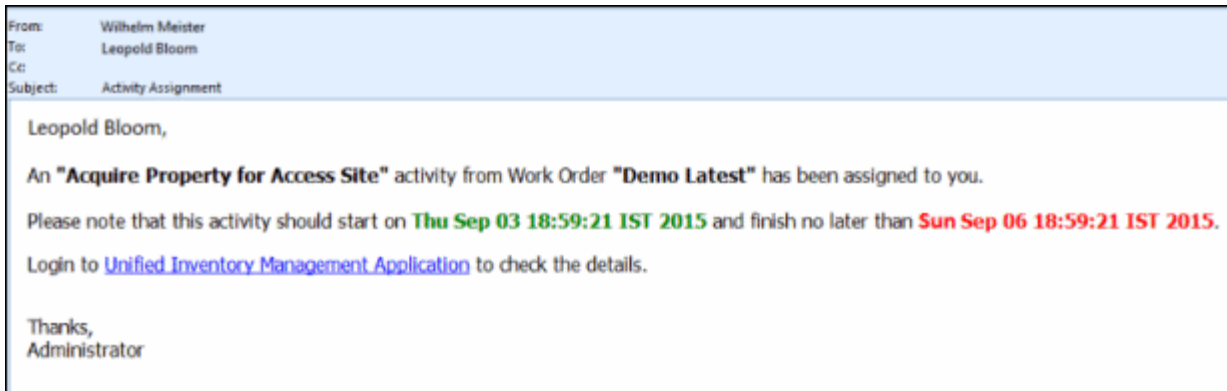 From: Wilhelm Meister
To: Leopold Bloom
Cc:
Subject: Activity Assignment
Leopold Bloom,
An "Acquire Property for Access Site" activity from Work Order "Demo Latest" has been assigned to you.
Please note that this activity should start on Thu Sep 03 18:59:21 IST 2015 and finish no later than Sun Sep 06 18:59:21 IST 2015.
Login to Unified Inventory Management Application to check the details.
Thanks,
Administrator